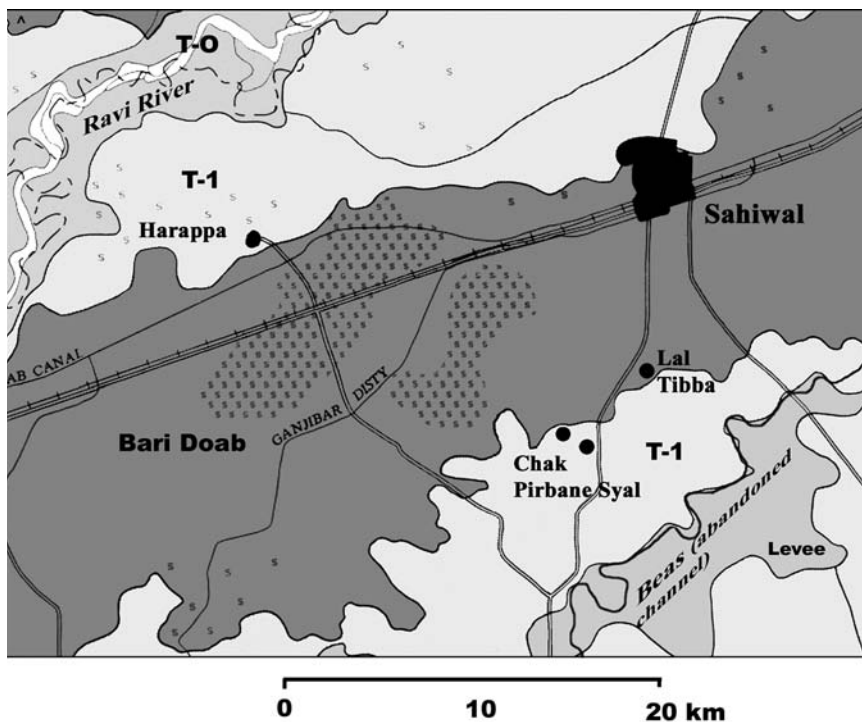 T-O
Ravi River
T-1
Harappa
Sahiwal
AB CANAL
Lal
Tibba
GANJIBAR DISTY
Bari Doab
Chak
Pirbane Syal
T-1
Beas (abandoned
channel)
Levee
0 10 20 km